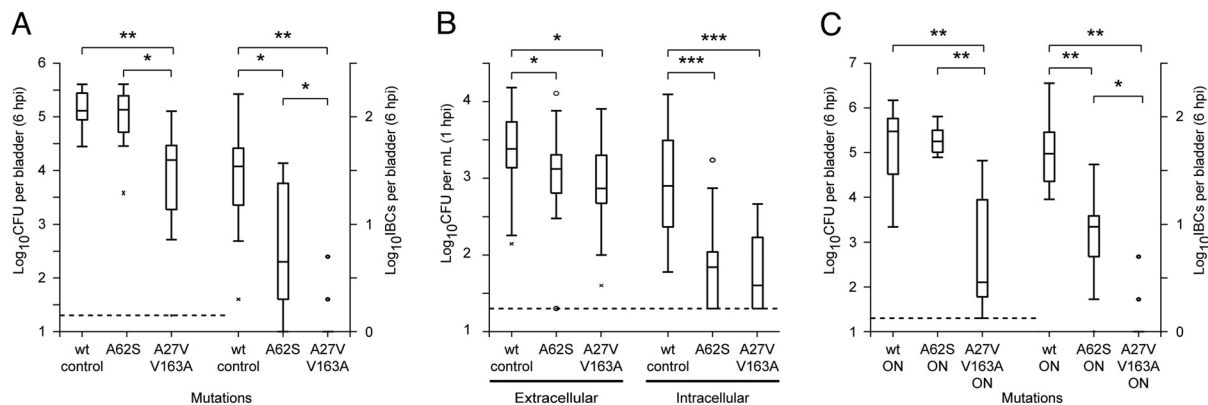 A
**
**
*
*
*
6
5
4
3
2
1
2
1
0
Log10CFU per bladder (6 hpi)
Log10IBCs per bladder (6 hpi)
wt control
A62S
A27V V163A
wt control
A62S
A27V V163A
Mutations
B
*
***
*
***
4
3
2
1
Log10CFU per mL (1 hpi)
wt control
A62S
A27V V163A
wt control
A62S
A27V V163A
Extracellular
Intracellular
C
**
**
**
**
*
7
6
5
4
3
2
1
2
1
0
Log10CFU per bladder (6 hpi)
Log10IBCs per bladder (6 hpi)
wt ON
A62S ON
A27V V163A ON
wt ON
A62S ON
A27V V163A ON
Mutations